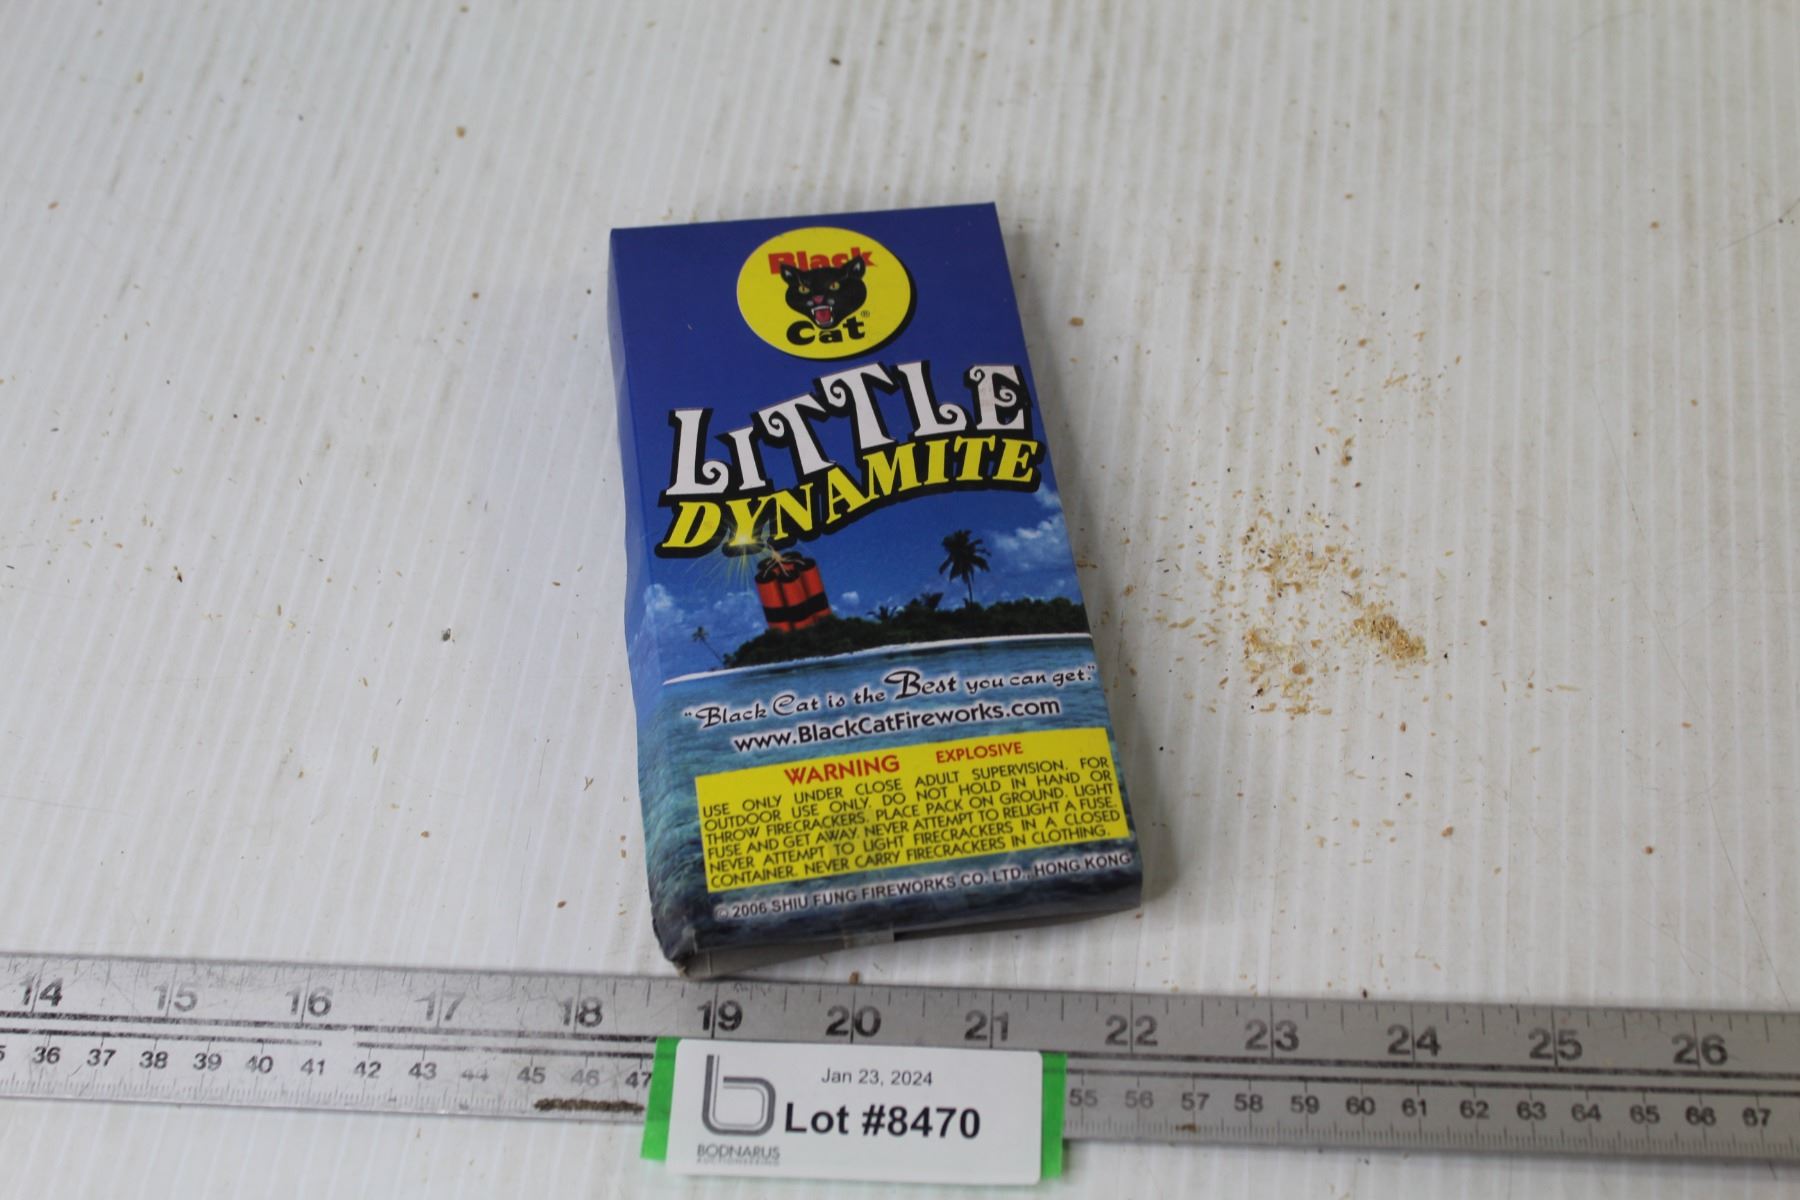 Black
Cat®
LITTLE
DYNAMITE
"Black Cat is the Best you can get."
www.BlackCatFireworks.com
WARNING EXPLOSIVE
USE ONLY UNDER CLOSE ADULT SUPERVISION. FOR
OUTDOOR USE ONLY. DO NOT HOLD IN HAND OR
THROW FIRECRACKERS. PLACE PACK ON GROUND. LIGHT
FUSE AND GET AWAY. NEVER ATTEMPT TO RELIGHT A FUSE.
NEVER ATTEMPT TO LIGHT FIRECRACKERS IN A CLOSED
CONTAINER. NEVER CARRY FIRECRACKERS IN CLOTHING.
© 2006 SHIU FUNG FIREWORKS CO. LTD., HONG KONG
14 15 16 17 18 19 20 21 22 23 24 25 26
36 37 38 39 40 41 42 43 44 45 46 47 55 56 57 58 59 60 61 62 63 64 65 66 67
Jan 23, 2024
Lot #8470
BODNARUS
AUCTIONEERING